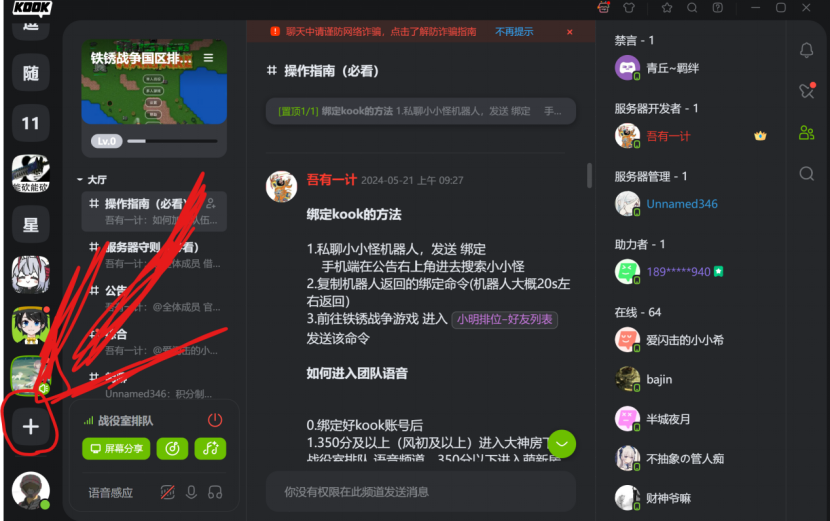 KOOK
聊天中请谨防网络诈骗，点击了解防诈骗指南 不再提示
随
11
能砍能砍
星
铁锈战争国区排...
Lv.0
大厅
# 操作指南（必看）
吾有一计：如何加
队伍...
# 服务器守则
看）
吾有一计：@全体成员 借...
# 公告
吾有一计：@全体成员 官...
合
吾有一计：@爱闪击的小...
Unnamed346：积分制...
战役室排队
屏幕分享
语音感应
# 操作指南（必看）
[置顶1/1] 绑定kook的方法 1.私聊小小怪机器人，发送 绑定 手...
吾有一计 2024-05-21 上午 09:27
绑定kook的方法
1.私聊小小怪机器人，发送 绑定
手机端在公告右上角进去搜索小小怪
2.复制机器人返回的绑定命令(机器人大概20s左
右返回)
3.前往铁锈战争游戏 进入 小明排位-好友列表
发送该命令
如何进入团队语音
0.绑定好kook账号后
1.350分及以上（风初及以上）进入大神房
战役室排队 语音频道，350分以下进入萌新房
你没有权限在此频道发送消息
禁言 - 1
青丘~羁绊
服务器开发者 - 1
吾有一计
服务器管理 - 1
Unnamed346
助力者 - 1
189*****940
在线 - 64
爱闪击的小小希
bajin
半城夜月
不抽象の管人痴
财神爷嘛